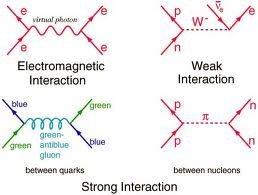 e
e
virtual photon
e
e
Electromagnetic
Interaction
p
ν̄e
e
W⁻
n
n
Weak
Interaction
blue
green
green-
antiblue
gluon
green
blue
between quarks
p
p
π
n
n
between nucleons
Strong Interaction